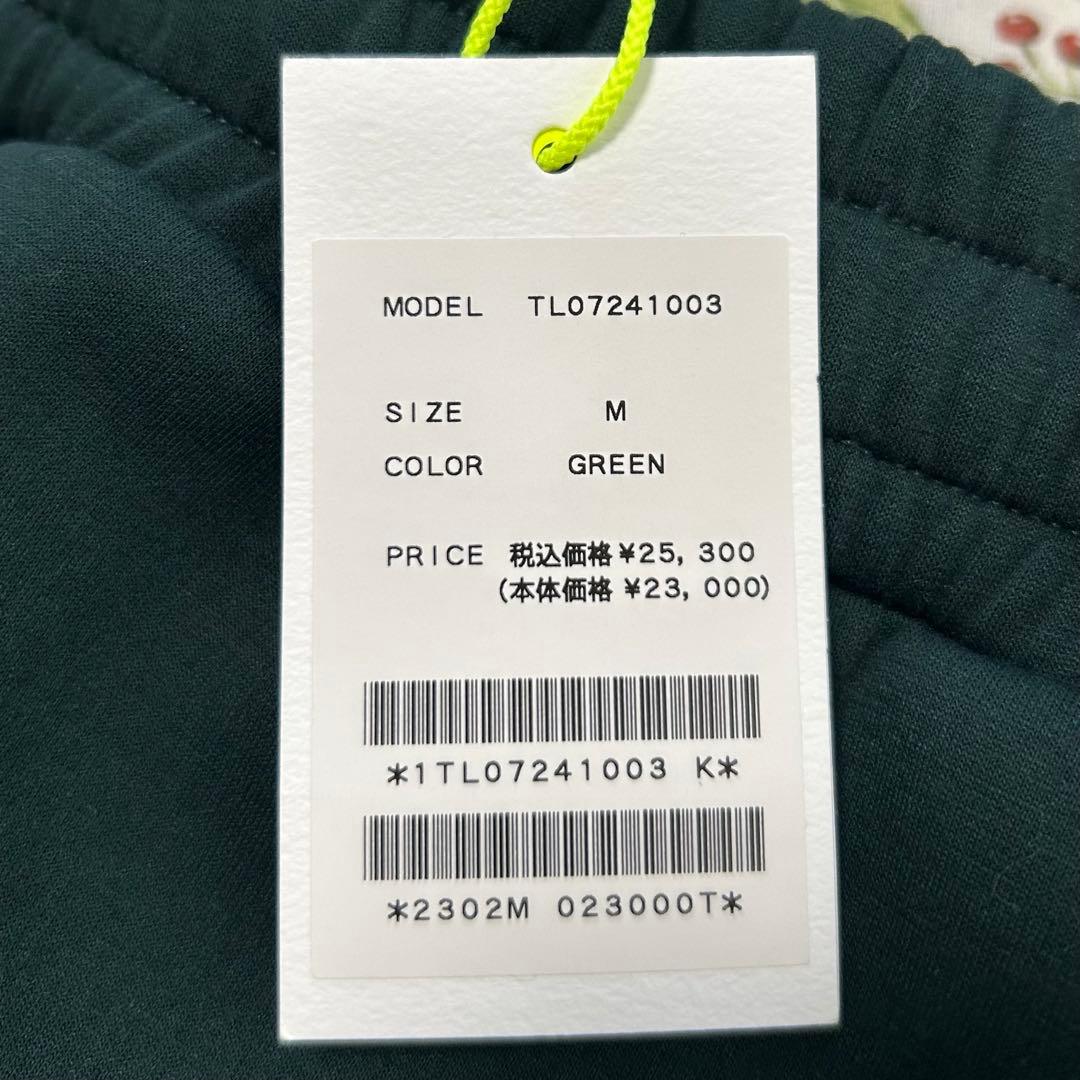 MODEL TL07241003
SIZE M
COLOR GREEN
PRICE 税込価格¥25,300
(本体価格 ¥23,000)
*1TL07241003 K*
*2302M 023000T*